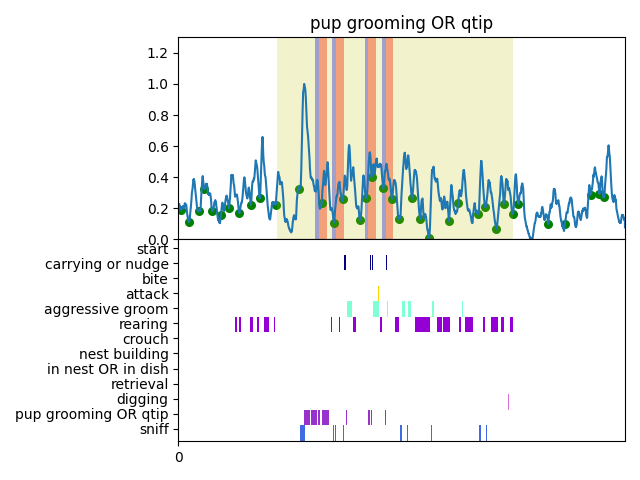 pup grooming OR qtip
1.2
1.0
0.8
0.6
0.4
0.2
0.0
start
carrying or nudge
bite
attack
aggressive groom
rearing
crouch
nest building
in nest OR in dish
retrieval
digging
pup grooming OR qtip
sniff
0